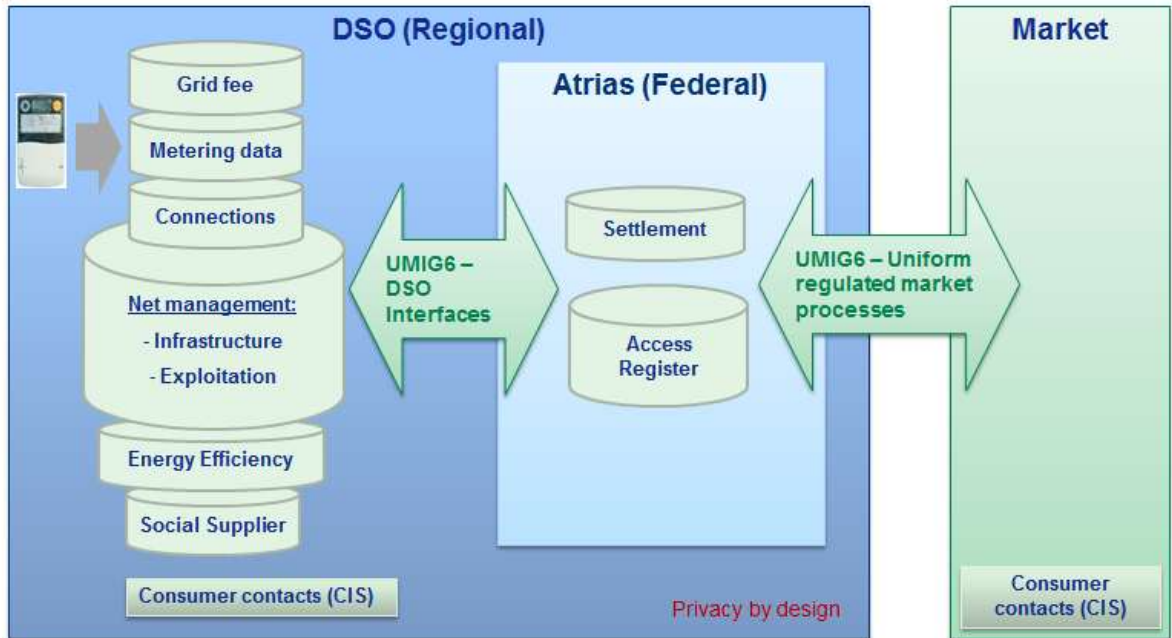 DSO (Regional)
Market
Grid fee
Metering data
Connections
Net management:
- Infrastructure
- Exploitation
Energy Efficiency
Social Supplier
Consumer contacts (CIS)
UMIG6 –
DSO
Interfaces
Atrias (Federal)
Settlement
Access
Register
UMIG6 – Uniform
regulated market
processes
Privacy by design
Consumer
contacts (CIS)